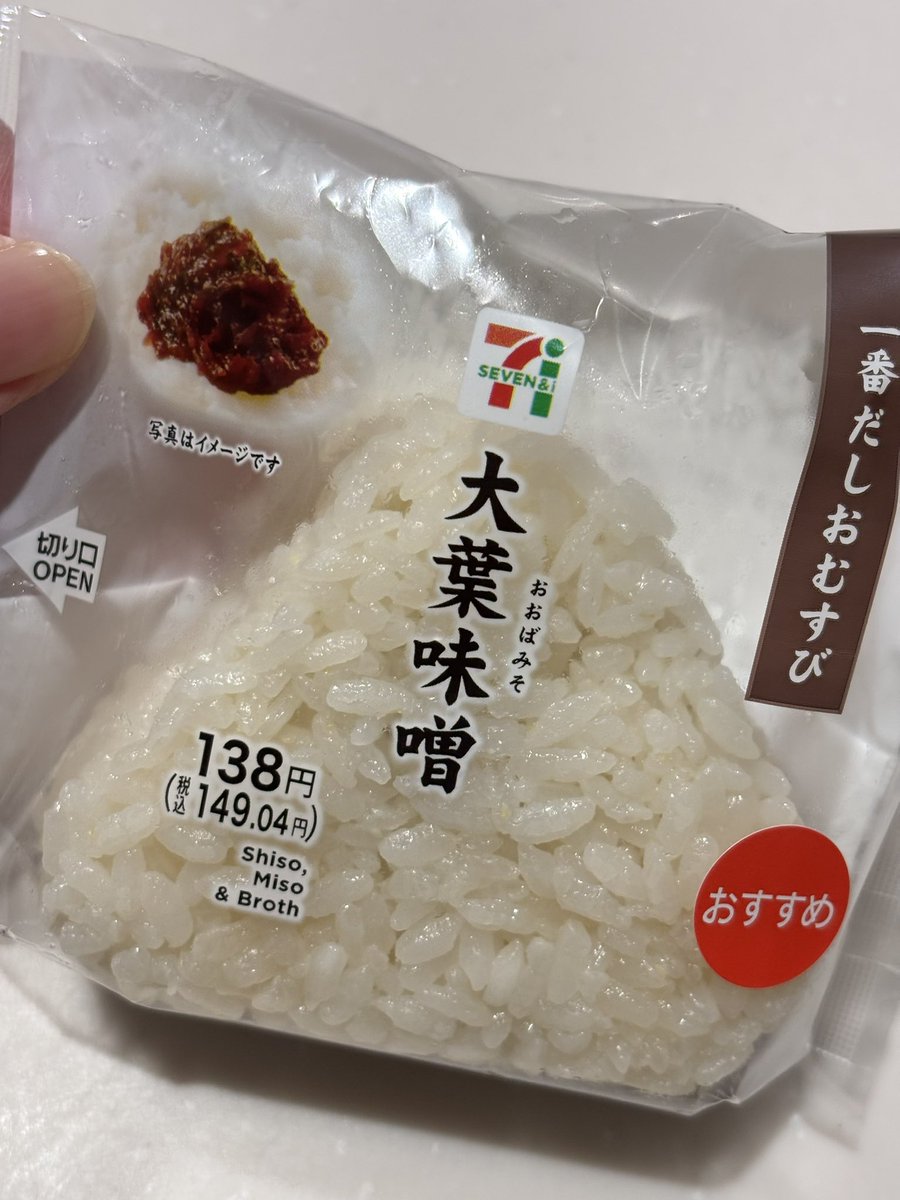 SEVEN&i
写真はイメージです
切り口
OPEN
一番だしおむすび
大葉味噌
おおばみそ
138円
(税込149.04円)
Shiso,
Miso
& Broth
おすすめ